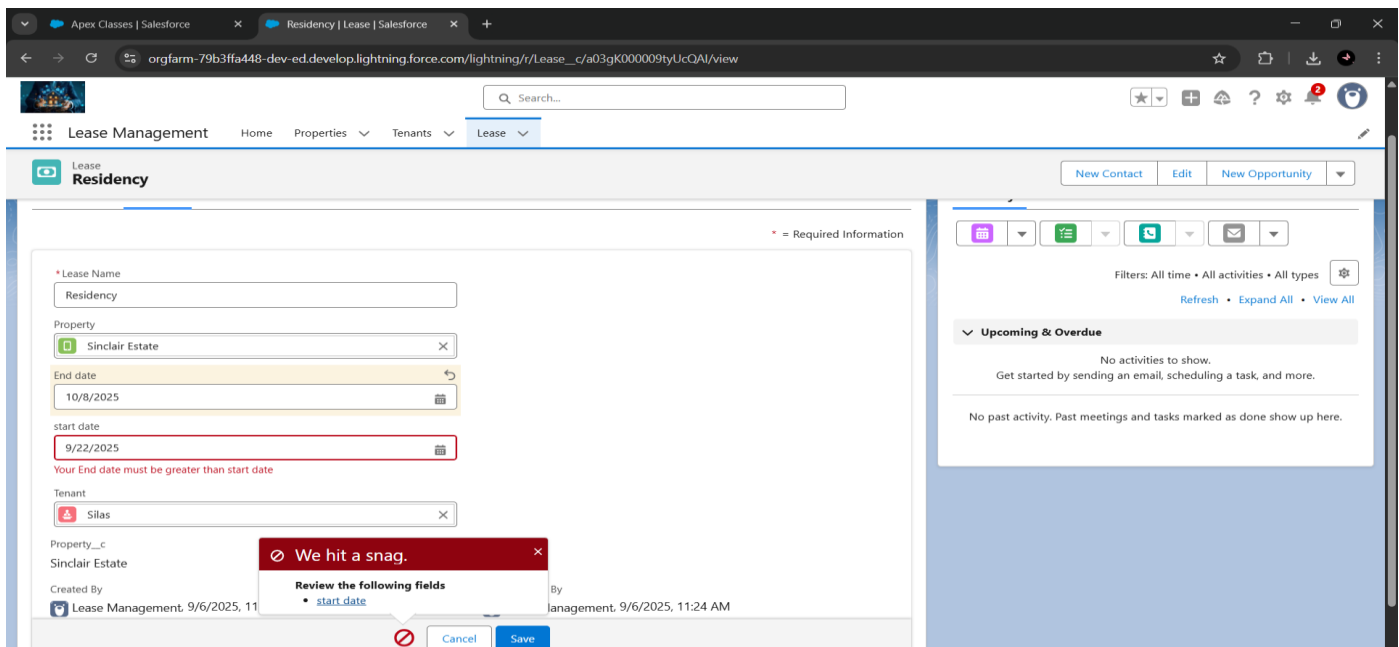 Apex Classes | Salesforce
Residency | Lease | Salesforce
orgfarm-79b3ffa448-dev-ed.develop.lightning.force.com/lightning/r/Lease__c/a03gK000009tyUcQAI/view
Search...
2
Lease Management Home Properties Tenants Lease
Lease
Residency
New Contact Edit New Opportunity
* = Required Information
*Lease Name
Residency
Property
Sinclair Estate
End date
10/8/2025
start date
9/22/2025
Your End date must be greater than start date
Tenant
Silas
Property__c
Sinclair Estate
Created By
Lease Management, 9/6/2025, 11
By
anagement, 9/6/2025, 11:24 AM
We hit a snag.
Review the following fields
• start date
Cancel Save
Filters: All time • All activities • All types
Refresh • Expand All • View All
Upcoming & Overdue
No activities to show.
Get started by sending an email, scheduling a task, and more.
No past activity. Past meetings and tasks marked as done show up here.